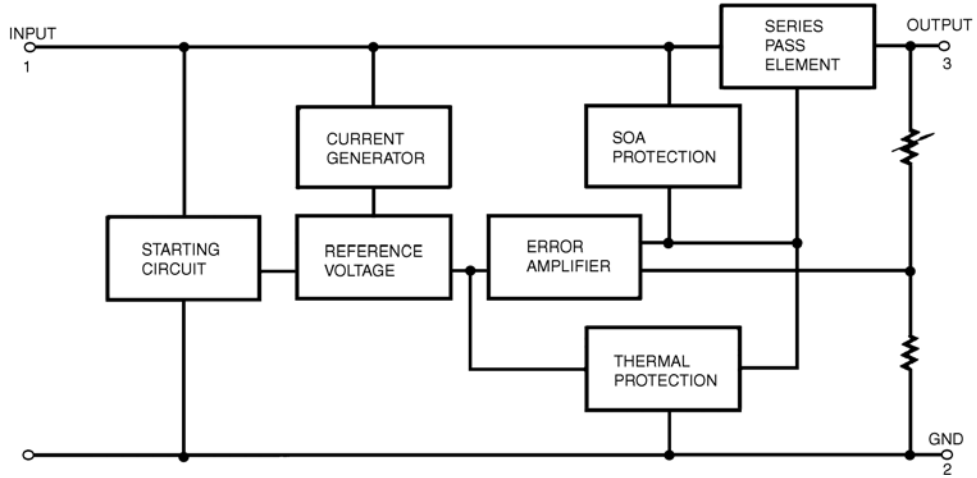 INPUT
1
SERIES
PASS
ELEMENT
OUTPUT
3
CURRENT
GENERATOR
SOA
PROTECTION
STARTING
CIRCUIT
REFERENCE
VOLTAGE
ERROR
AMPLIFIER
THERMAL
PROTECTION
GND
2